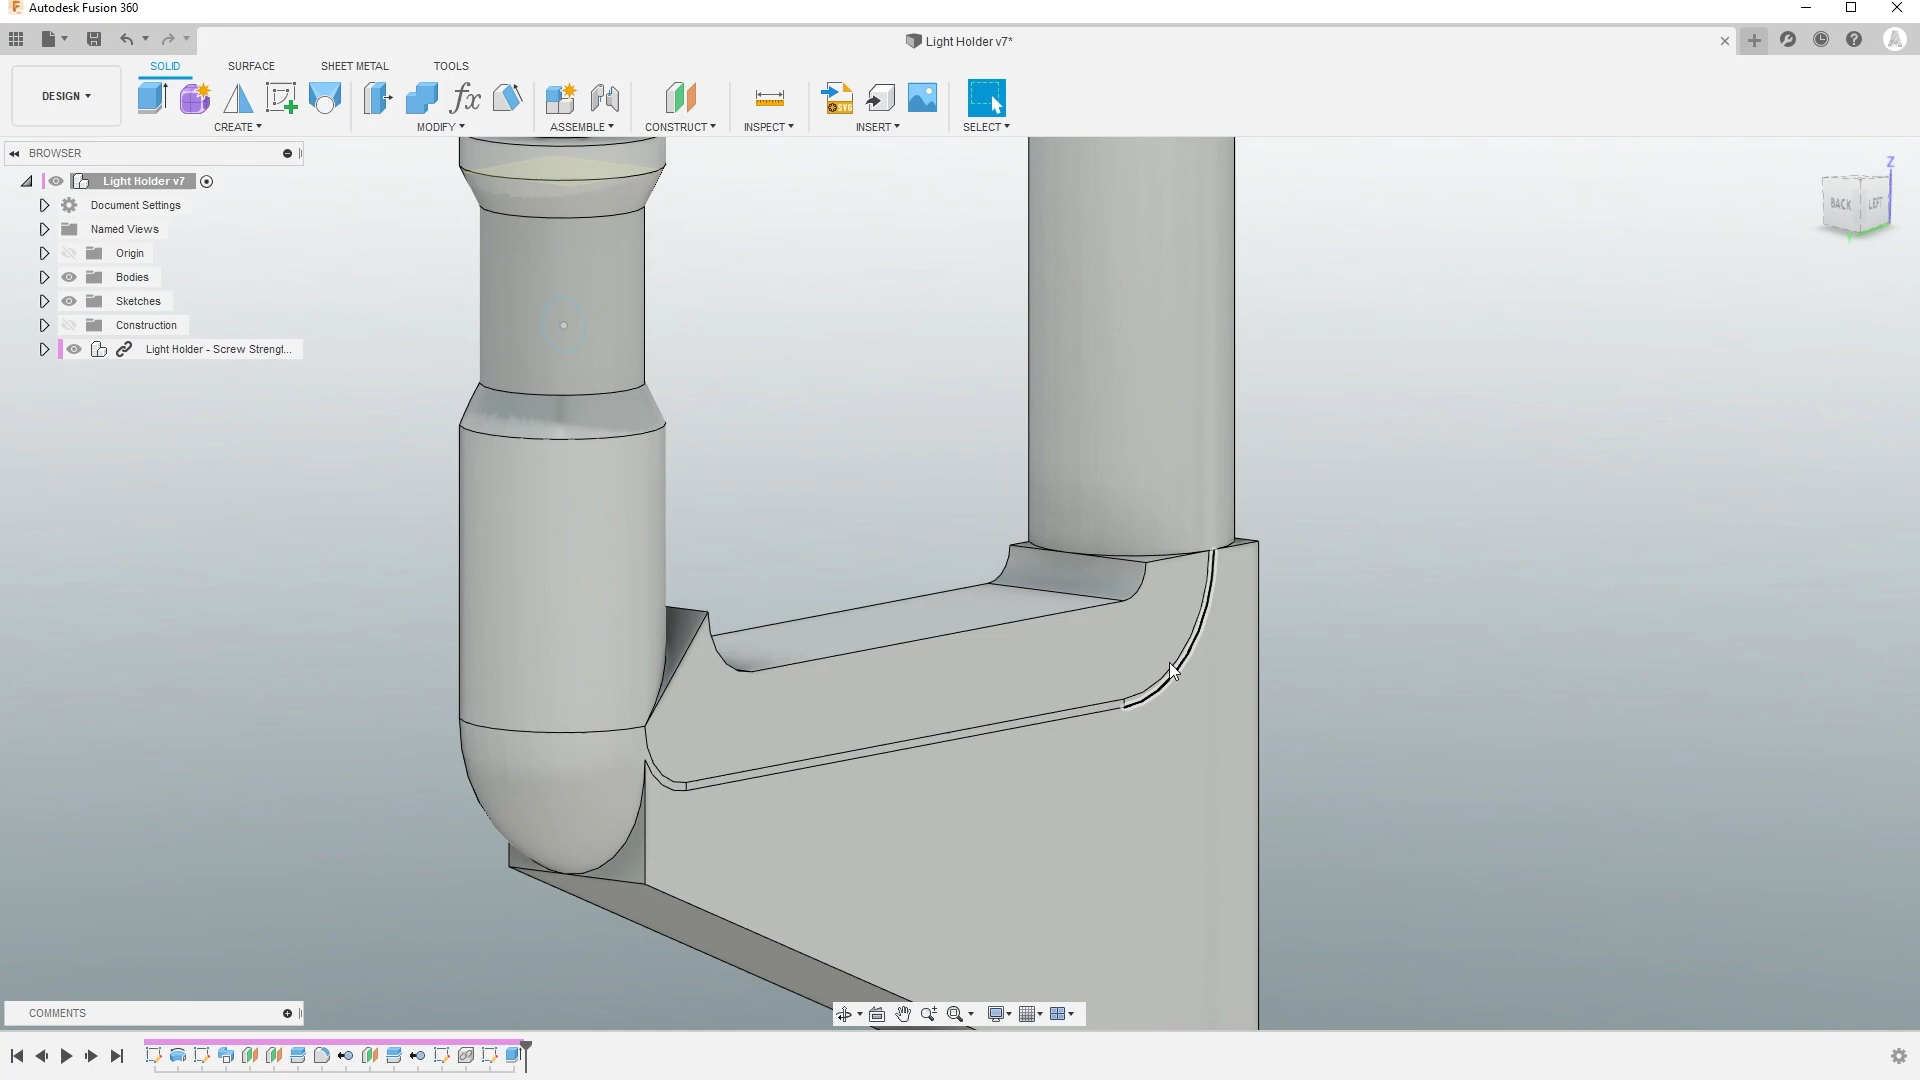 Autodesk Fusion 360
Light Holder v7*
DESIGN
SOLID
SURFACE
SHEET METAL
TOOLS
CREATE
MODIFY
ASSEMBLE
CONSTRUCT
INSPECT
INSERT
SELECT
BROWSER
Light Holder v7
Document Settings
Named Views
Origin
Bodies
Sketches
Construction
Light Holder - Screw Strengt...
Z
BACK
LEFT
COMMENTS